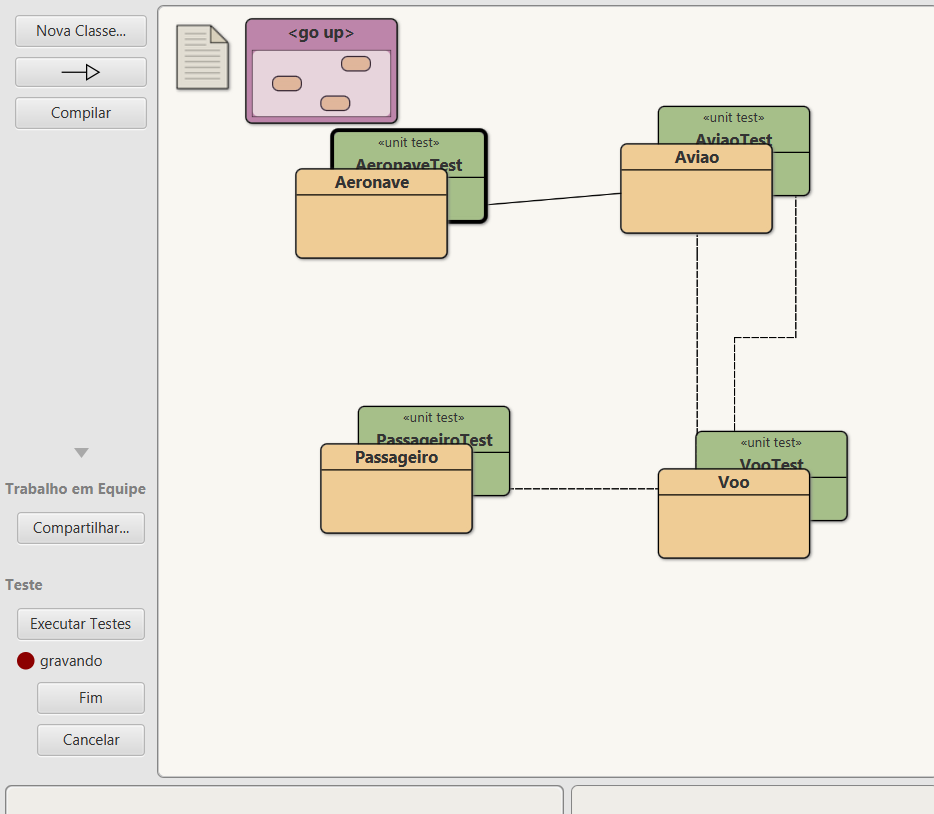 Nova Classe...
Compilar
Trabalho em Equipe
Compartilhar...
Teste
Executar Testes
gravando
Fim
Cancelar
<go up>
«unit test»
AeronaveTest
Aeronave
«unit test»
AviaoTest
Aviao
«unit test»
PassageiroTest
Passageiro
«unit test»
VooTest
Voo